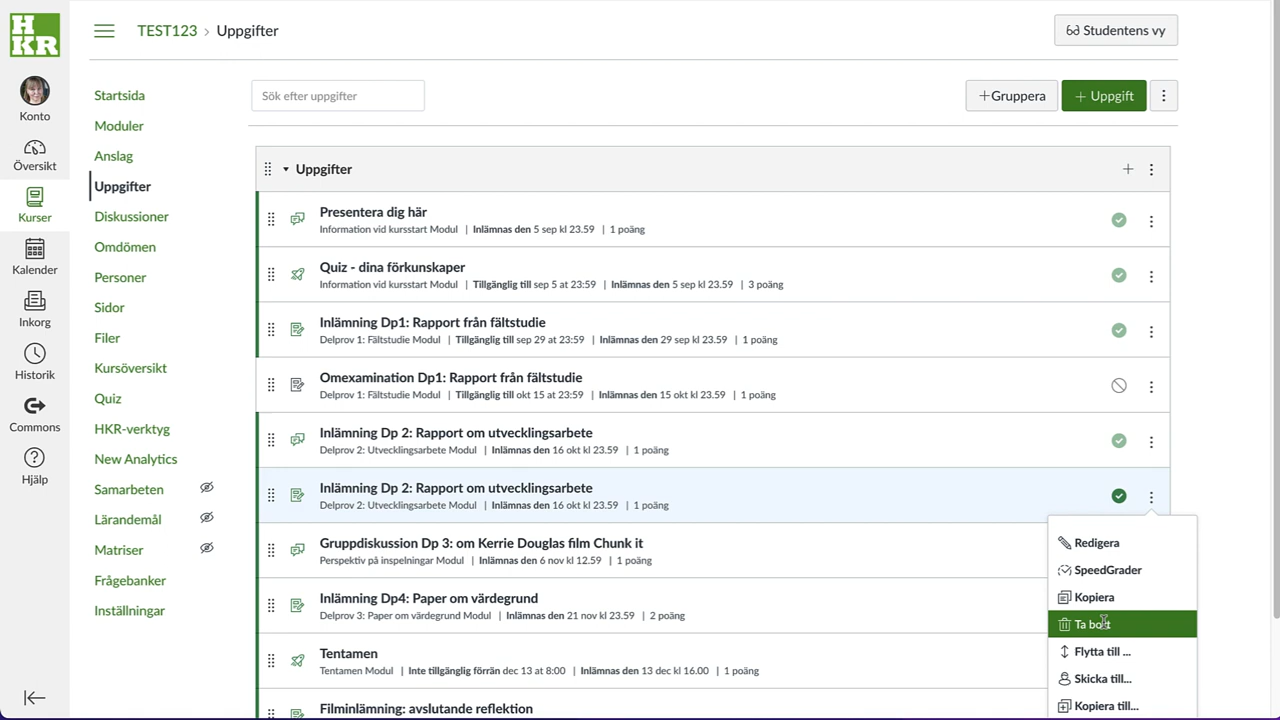 HKR
TEST123 › Uppgifter
Studentens vy
Konto
Översikt
Kurser
Kalender
Inkorg
Historik
Commons
Hjälp
Startsida
Moduler
Anslag
Uppgifter
Diskussioner
Omdömen
Personer
Sidor
Filer
Kursöversikt
Quiz
HKR-verktyg
New Analytics
Samarbeten
Lärandemål
Matriser
Frågebanker
Inställningar
Sök efter uppgifter
+Gruppera
+ Uppgift
Uppgifter
Presentera dig här
Information vid kursstart Modul | Inlämnas den 5 sep kl 23.59 | 1 poäng
Quiz - dina förkunskaper
Information vid kursstart Modul | Tillgänglig till sep 5 at 23:59 | Inlämnas den 5 sep kl 23.59 | 3 poäng
Inlämning Dp1: Rapport från fältstudie
Delprov 1: Fältstudie Modul | Tillgänglig till sep 29 at 23:59 | Inlämnas den 29 sep kl 23.59 | 1 poäng
Omexamination Dp1: Rapport från fältstudie
Delprov 1: Fältstudie Modul | Tillgänglig till okt 15 at 23:59 | Inlämnas den 15 okt kl 23.59 | 1 poäng
Inlämning Dp 2: Rapport om utvecklingsarbete
Delprov 2: Utvecklingsarbete Modul | Inlämnas den 16 okt kl 23.59 | 1 poäng
Inlämning Dp 2: Rapport om utvecklingsarbete
Delprov 2: Utvecklingsarbete Modul | Inlämnas den 16 okt kl 23.59 | 1 poäng
Gruppdiskussion Dp 3: om Kerrie Douglas film Chunk it
Perspektiv på inspelningar Modul | Inlämnas den 6 nov kl 12.59 | 1 poäng
Inlämning Dp4: Paper om värdegrund
Delprov 3: Paper om värdegrund Modul | Inlämnas den 21 nov kl 23.59 | 2 poäng
Tentamen
Tentamen Modul | Inte tillgänglig förrän dec 13 at 8:00 | Inlämnas den 13 dec kl 16.00 | 1 poäng
Filminlämning: avslutande reflektion
Redigera
SpeedGrader
Kopiera
Ta bort
Flytta till ...
Skicka till...
Kopiera till...